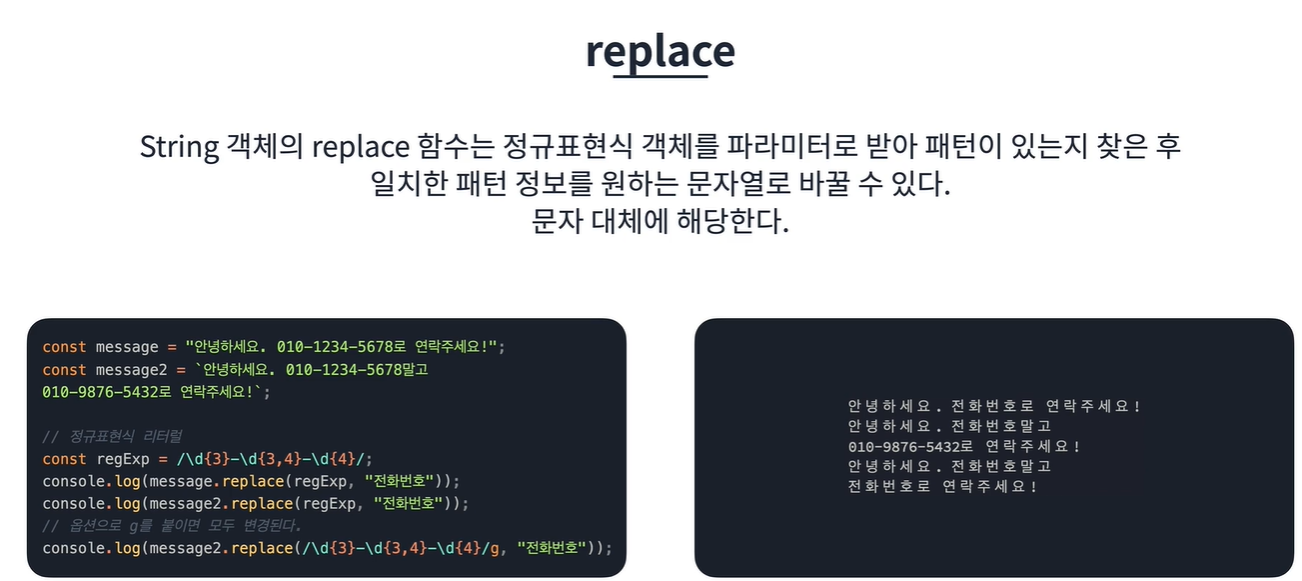 replace
String 객체의 replace 함수는 정규표현식 객체를 파라미터로 받아 패턴이 있는지 찾은 후
일치한 패턴 정보를 원하는 문자열로 바꿀 수 있다.
문자 대체에 해당한다.
const message = "안녕하세요. 010-1234-5678로 연락주세요!";
const message2 = `안녕하세요. 010-1234-5678말고
010-9876-5432로 연락주세요!`;
// 정규표현식 리터럴
const regExp = /\d{3}-\d{3,4}-\d{4}/;
console.log(message.replace(regExp, "전화번호"));
console.log(message2.replace(regExp, "전화번호"));
// 옵션으로 g를 붙이면 모두 변경된다.
console.log(message2.replace(/\d{3}-\d{3,4}-\d{4}/g, "전화번호"));
안녕하세요. 전화번호로 연락주세요!
안녕하세요. 전화번호말고
010-9876-5432로 연락주세요!
안녕하세요. 전화번호말고
전화번호로 연락주세요!